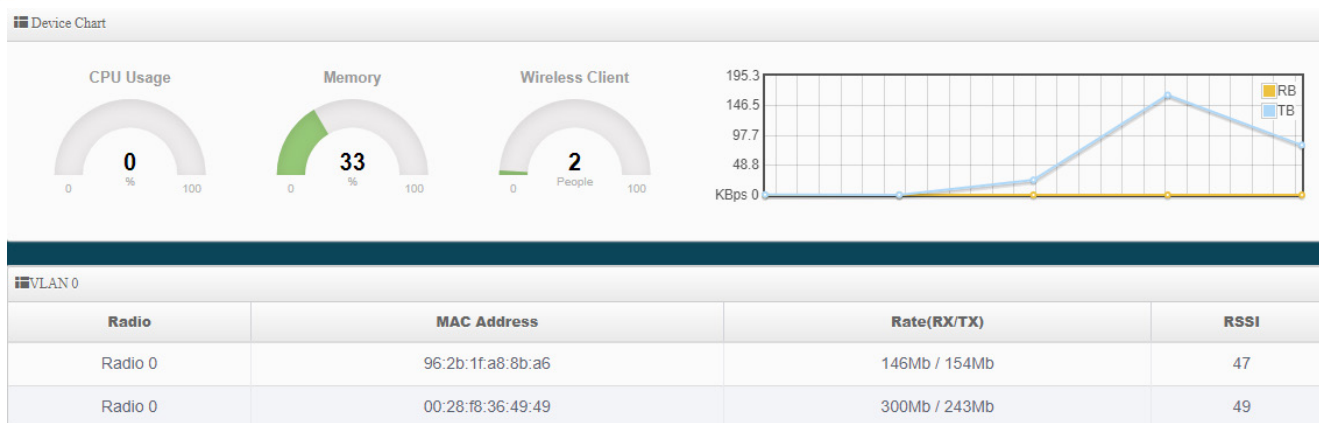 Device Chart
CPU Usage
0
%
0 100
Memory
33
%
0 100
Wireless Client
2
People
0 100
195.3
146.5
97.7
48.8
KBps 0
RB
TB
VLAN 0
Radio MAC Address Rate(RX/TX) RSSI
Radio 0 96:2b:1f:a8:8b:a6 146Mb / 154Mb 47
Radio 0 00:28:f8:36:49:49 300Mb / 243Mb 49